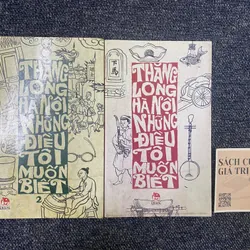 THĂNG
LONG
HÀ NỘI
NHỮNG
ĐIỀU
TÔI
MUỐN
BIẾT
2
THĂNG
LONG
HÀ NỘI
NHỮNG
ĐIỀU
TÔI
MUỐN
BIẾT
SÁCH C
GIÁ TRỊ